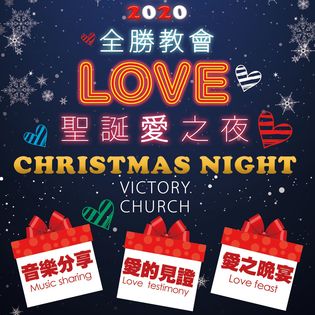 2020
全勝教會
LOVE
聖誕愛之夜
CHRISTMAS NIGHT
VICTORY
CHURCH
音樂分享
Music sharing
愛的見證
Love testimony
愛之晚宴
Love feast